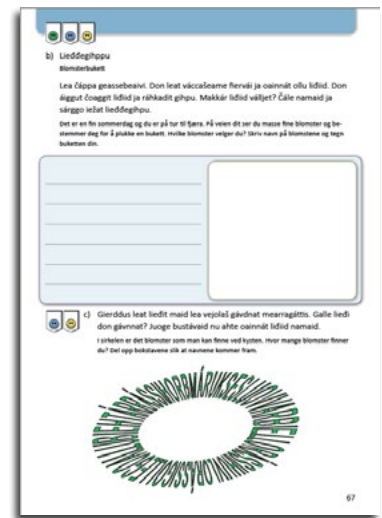 b) Lieđđegihppu
Blomsterbukett
Lea čáppa geassebeaivi. Don leat váccašeame fiervái ja oainnát ollu liđiid. Don
áiggut čoaggit liđiid ja ráhkadit gihpu. Makkár liđiid válljet? Čále namaid ja
sárggo iežat lieđđegihpu.
Det er en fin sommerdag og du er på tur til fjæra. På veien dit ser du masse fine blomster og be-
stemmer deg for å plukke en bukett. Hvilke blomster velger du? Skriv navn på blomstene og tegn
buketten din.
c) Gierddus leat lieđit maid lea vejolaš gávdnat mearragáttis. Galle lieđi
don gávnnat? Juoge bustávaid nu ahte oainnát liđiid namaid.
I sirkelen er det blomster som man kan finne ved kysten. Hvor mange blomster finner
du? Del opp bokstavene slik at navnene kommer fram.
67